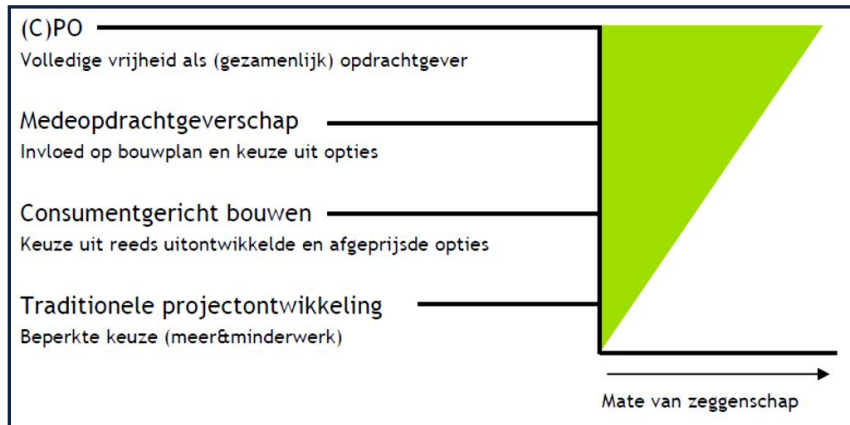 (C)PO
Volledige vrijheid als (gezamenlijk) opdrachtgever
Medeopdrachtgeverschap
Invloed op bouwplan en keuze uit opties
Consumentgericht bouwen
Keuze uit reeds uitontwikkelde en afgeprijsde opties
Traditionele projectontwikkeling
Beperkte keuze (meer&minderwerk)
Mate van zeggenschap